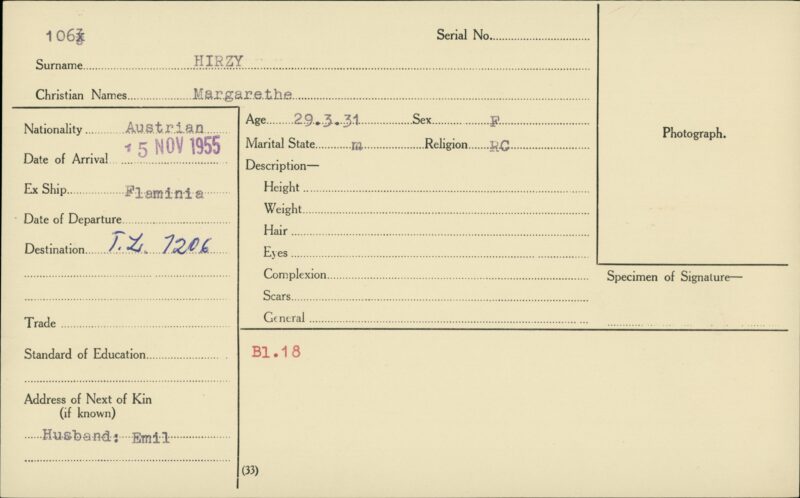 106
Serial No.
Surname HIRZY
Christian Names Margarethe
Nationality Austrian
Age 29.3.31 Sex F
Date of Arrival 15 NOV 1955
Marital State m Religion RC
Photograph.
Description—
Ex Ship Flaminia
Height
Weight
Date of Departure
Hair
Destination T.L. 1206
Eyes
Complexion
Specimen of Signature—
Scars
Trade
General
Standard of Education
B1.18
Address of Next of Kin
(if known)
Husband: Emil
(33)